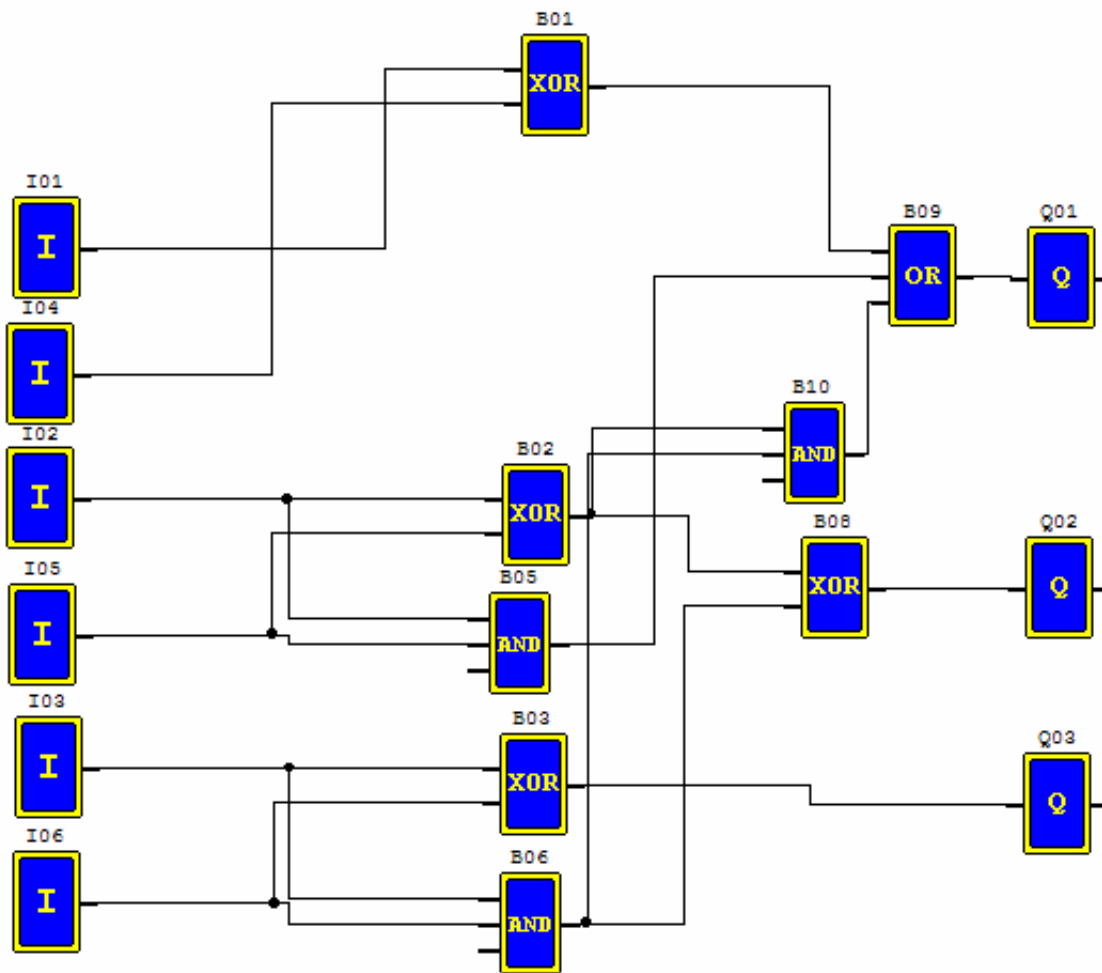 B01
XOR
I01
I
B09
OR
Q01
Q
I04
I
B10
AND
I02
I
B02
XOR
B08
XOR
Q02
Q
I05
I
B05
AND
I03
I
B03
XOR
Q03
Q
I06
I
B06
AND